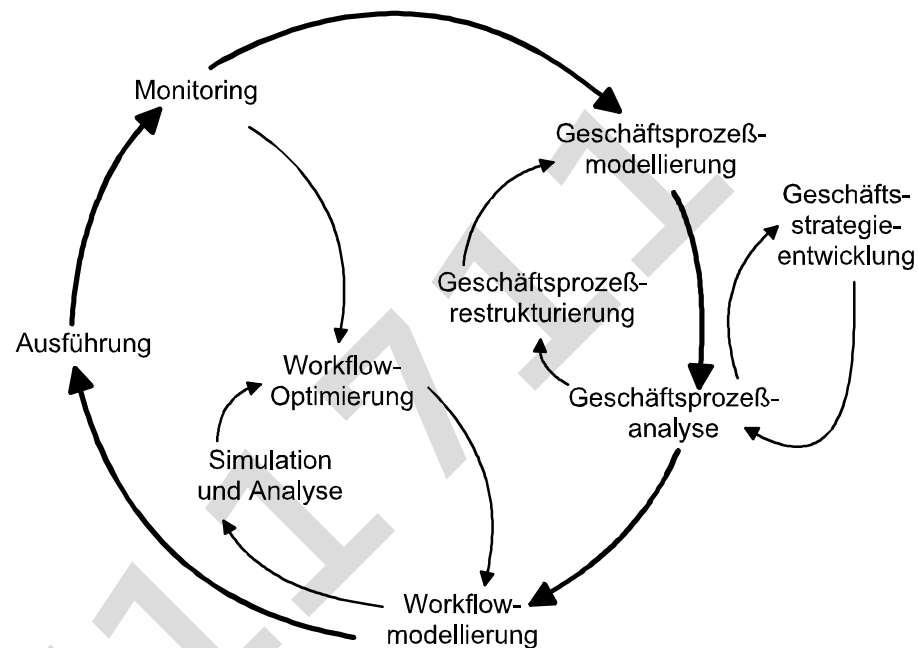 Monitoring
Geschäftsprozeß-
modellierung
Geschäfts-
strategie-
entwicklung
Geschäftsprozeß-
restrukturierung
Ausführung
Workflow-
Optimierung
Geschäftsprozeß-
analyse
Simulation
und Analyse
Workflow-
modellierung